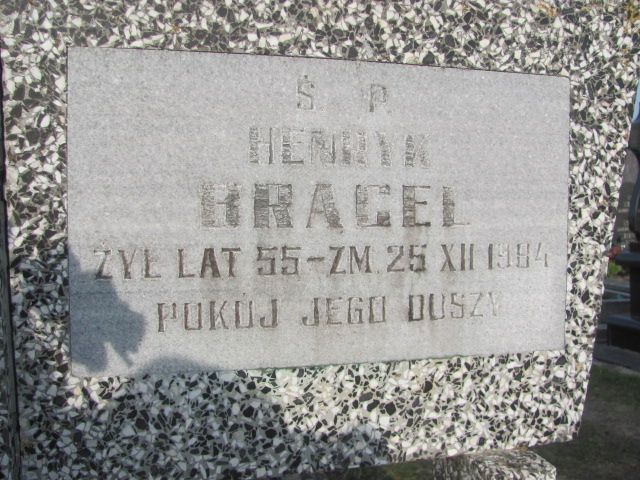 Ś P
HENRYK
BRACEL
ŻYŁ LAT 55-ZM. 25 XII 1984
POKÓJ JEGO DUSZY